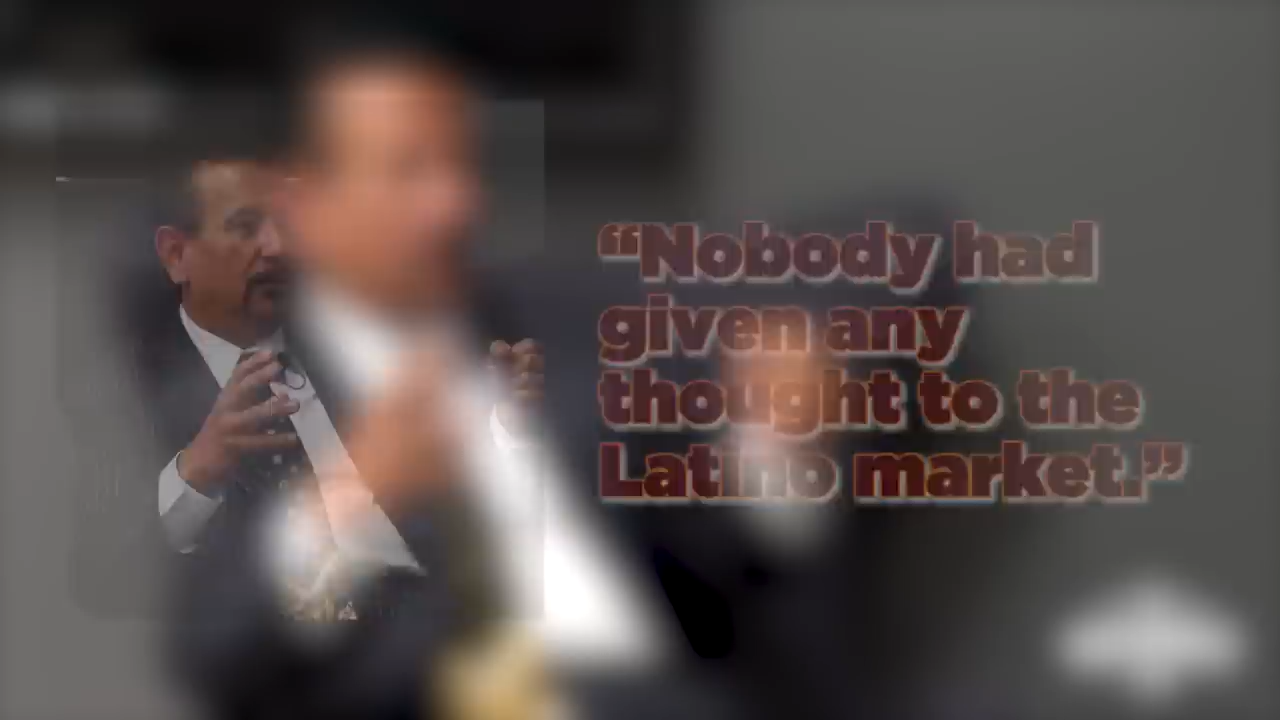 “Nobody had
given any
thought to the
Latino market.”